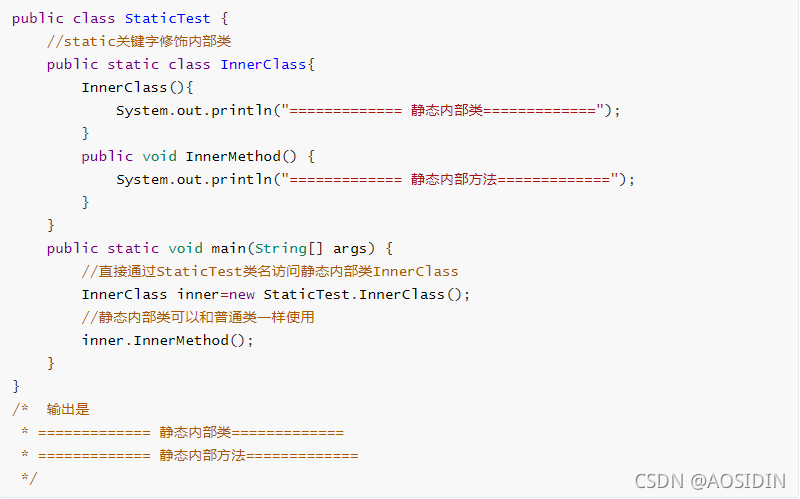 public class StaticTest {
    //static关键字修饰内部类
    public static class InnerClass{
        InnerClass(){
            System.out.println("============= 静态内部类=============");
        }
        public void InnerMethod() {
            System.out.println("============= 静态内部方法=============");
        }
    }
    public static void main(String[] args) {
        //直接通过StaticTest类名访问静态内部类InnerClass
        InnerClass inner=new StaticTest.InnerClass();
        //静态内部类可以和普通类一样使用
        inner.InnerMethod();
    }
}
/*  输出是
 * ============= 静态内部类=============
 * ============= 静态内部方法=============
 */
CSDN @AOSIDIN